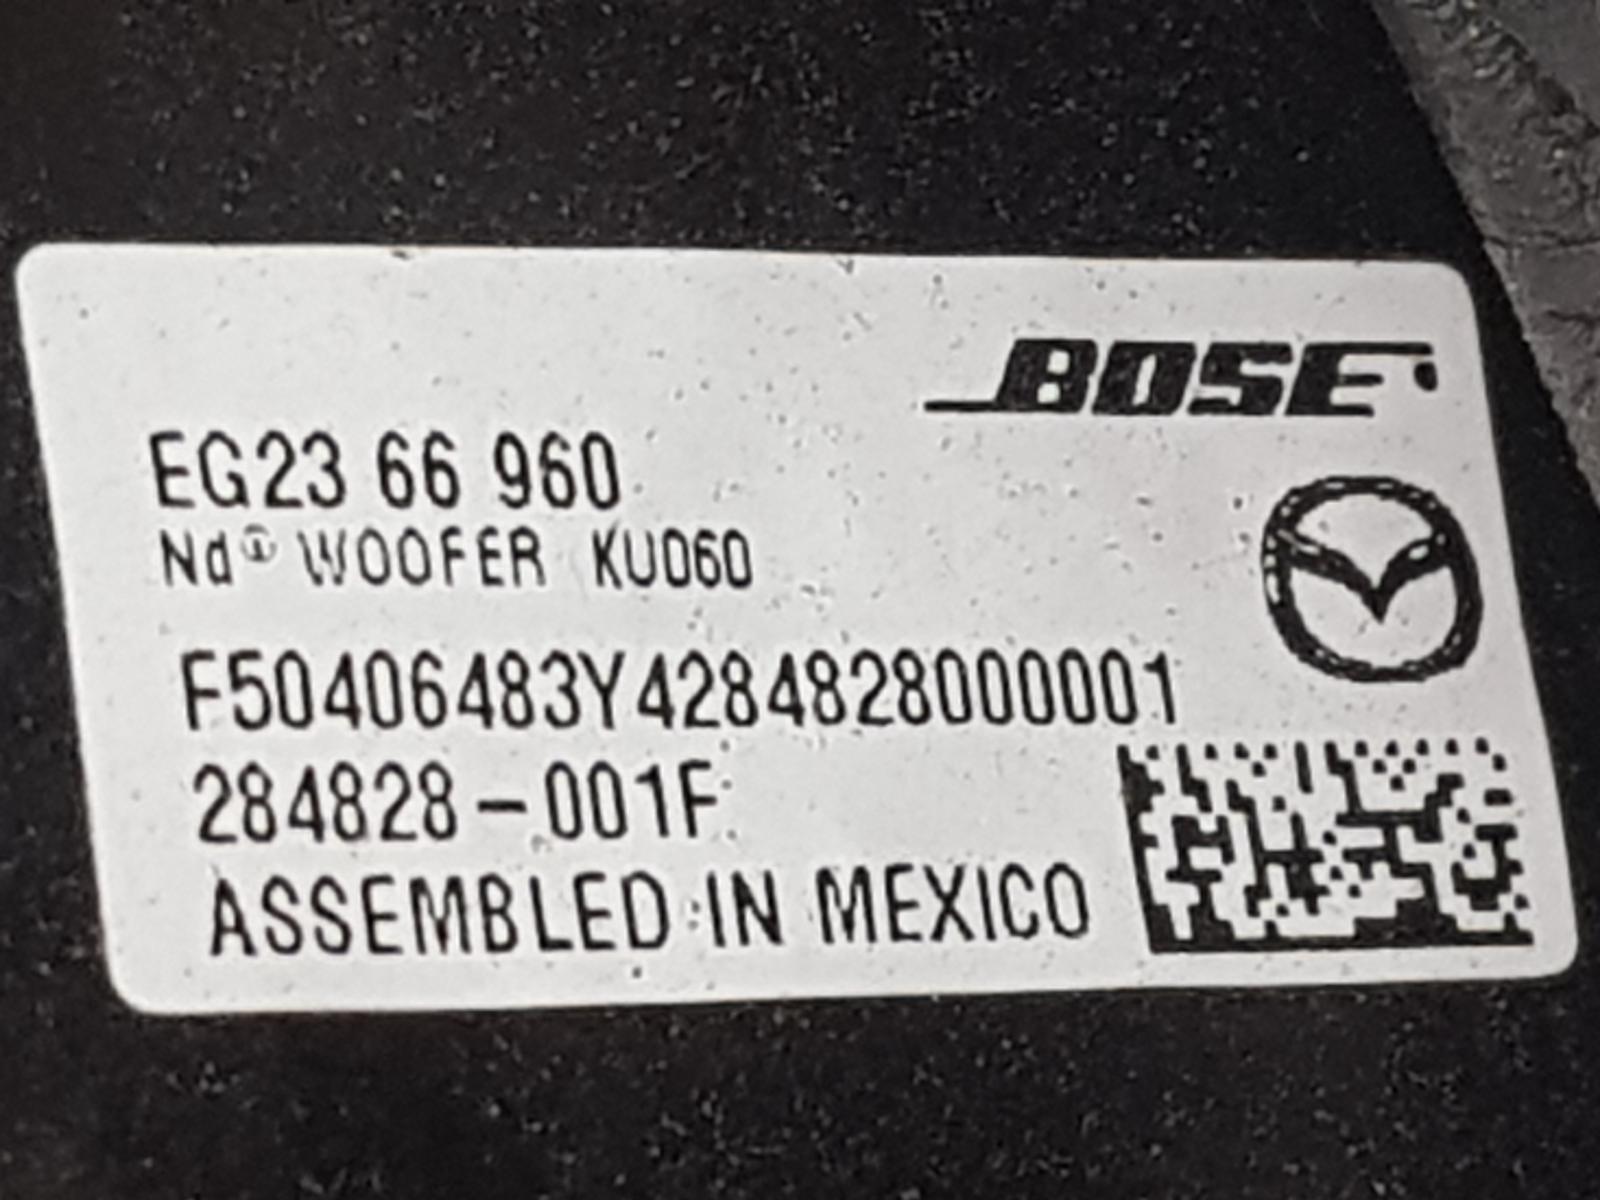 BOSE
EG23 66 960
Nd® WOOFER KU060
F50406483Y4284828000001
284828-001F
ASSEMBLED IN MEXICO